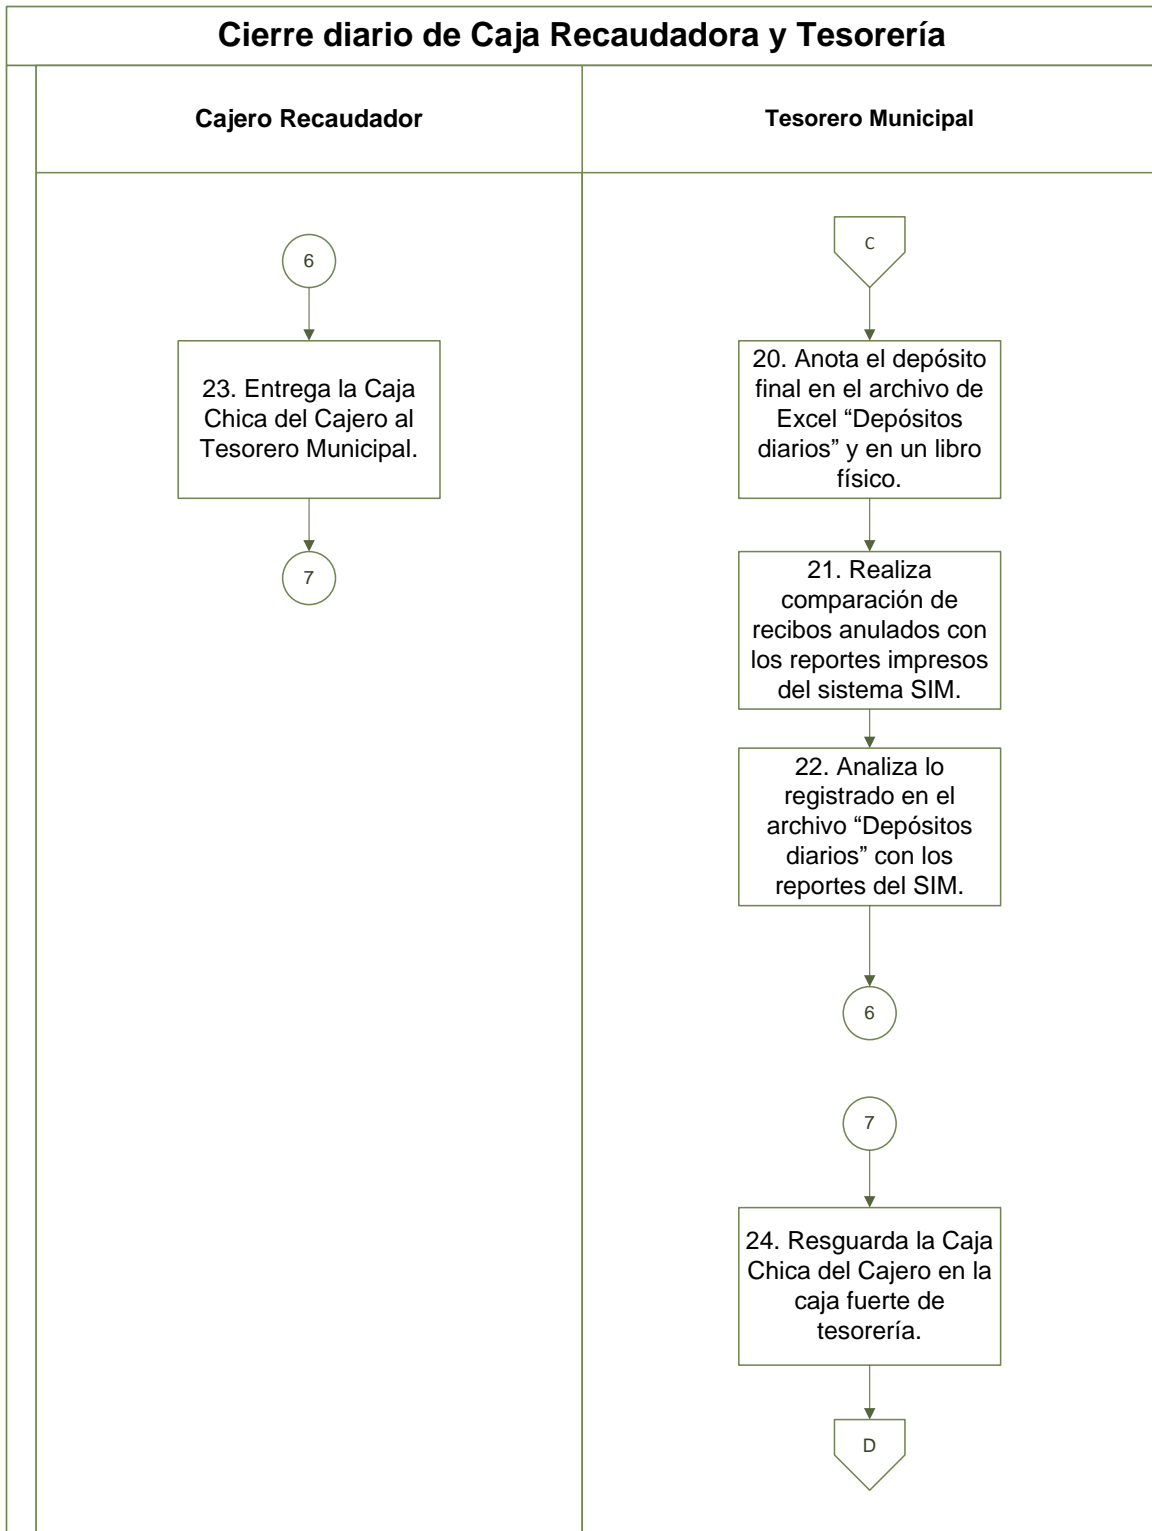 Cierre diario de Caja Recaudadora y Tesorería
Cajero Recaudador
Tesorero Municipal
6
23. Entrega la Caja
Chica del Cajero al
Tesorero Municipal.
7
C
20. Anota el depósito
final en el archivo de
Excel “Depósitos
diarios” y en un libro
físico.
21. Realiza
comparación de
recibos anulados con
los reportes impresos
del sistema SIM.
22. Analiza lo
registrado en el
archivo “Depósitos
diarios” con los
reportes del SIM.
6
7
24. Resguarda la Caja
Chica del Cajero en la
caja fuerte de
tesorería.
D